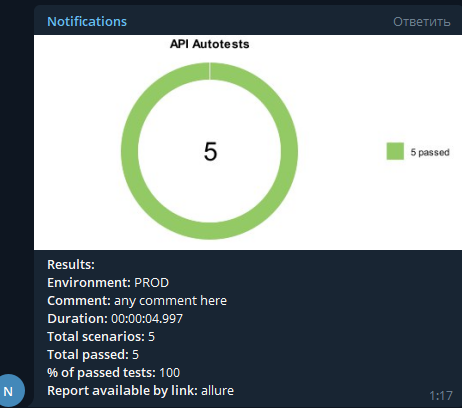 Notifications
Ответить
API Autotests
5
5 passed
Results:
Environment: PROD
Comment: any comment here
Duration: 00:00:04.997
Total scenarios: 5
Total passed: 5
% of passed tests: 100
Report available by link: allure
N
1:17